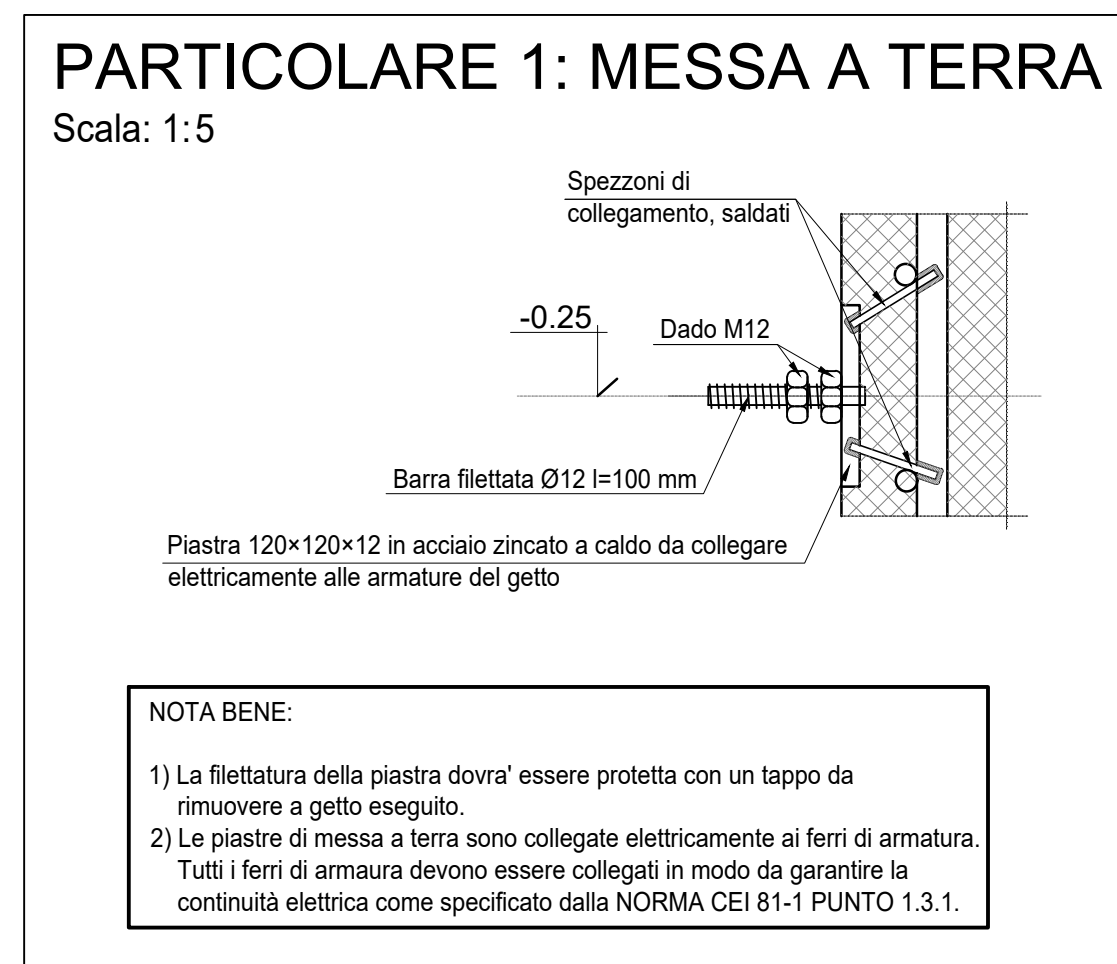 PARTICOLARE 1: MESSA A TERRA
Scala: 1:5
Spezzoni di
collegamento, saldati
-0.25
Dado M12
Barra filettata Ø12 l=100 mm
Piastra 120×120×12 in acciaio zincato a caldo da collegare
elettricamente alle armature del getto
NOTA BENE:
1) La filettatura della piastra dovra' essere protetta con un tappo da
rimuovere a getto eseguito.
2) Le piastre di messa a terra sono collegate elettricamente ai ferri di armatura.
Tutti i ferri di armaura devono essere collegati in modo da garantire la
continuità elettrica come specificato dalla NORMA CEI 81-1 PUNTO 1.3.1.